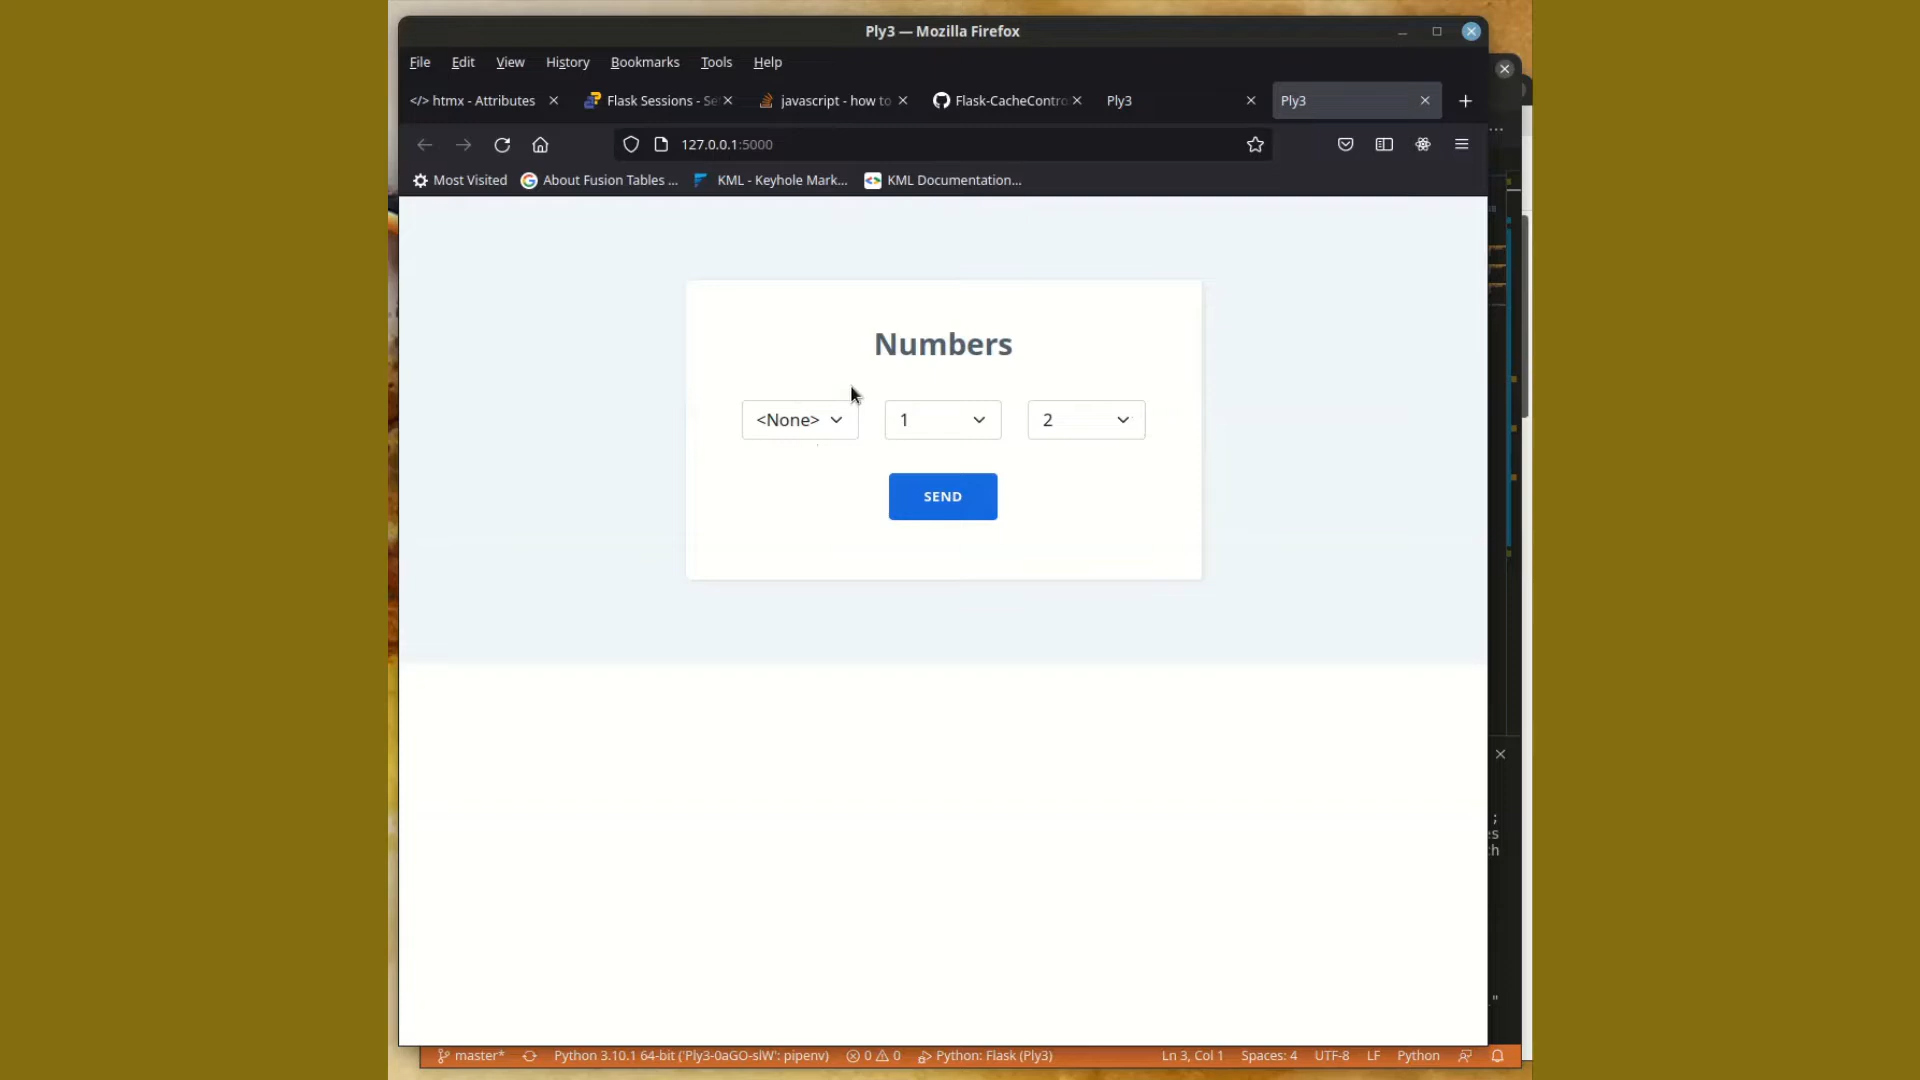 Ply3 — Mozilla Firefox
File Edit View History Bookmarks Tools Help
</> htmx - Attributes Flask Sessions - Se javascript - how to Flask-CacheContro Ply3 Ply3
127.0.0.1:5000
Most Visited About Fusion Tables ... KML - Keyhole Mark... KML Documentation...
Numbers
<None> 1 2
SEND
master* Python 3.10.1 64-bit ('Ply3-0aGO-slW': pipenv) 0 0 Python: Flask (Ply3) Ln 3, Col 1 Spaces: 4 UTF-8 LF Python